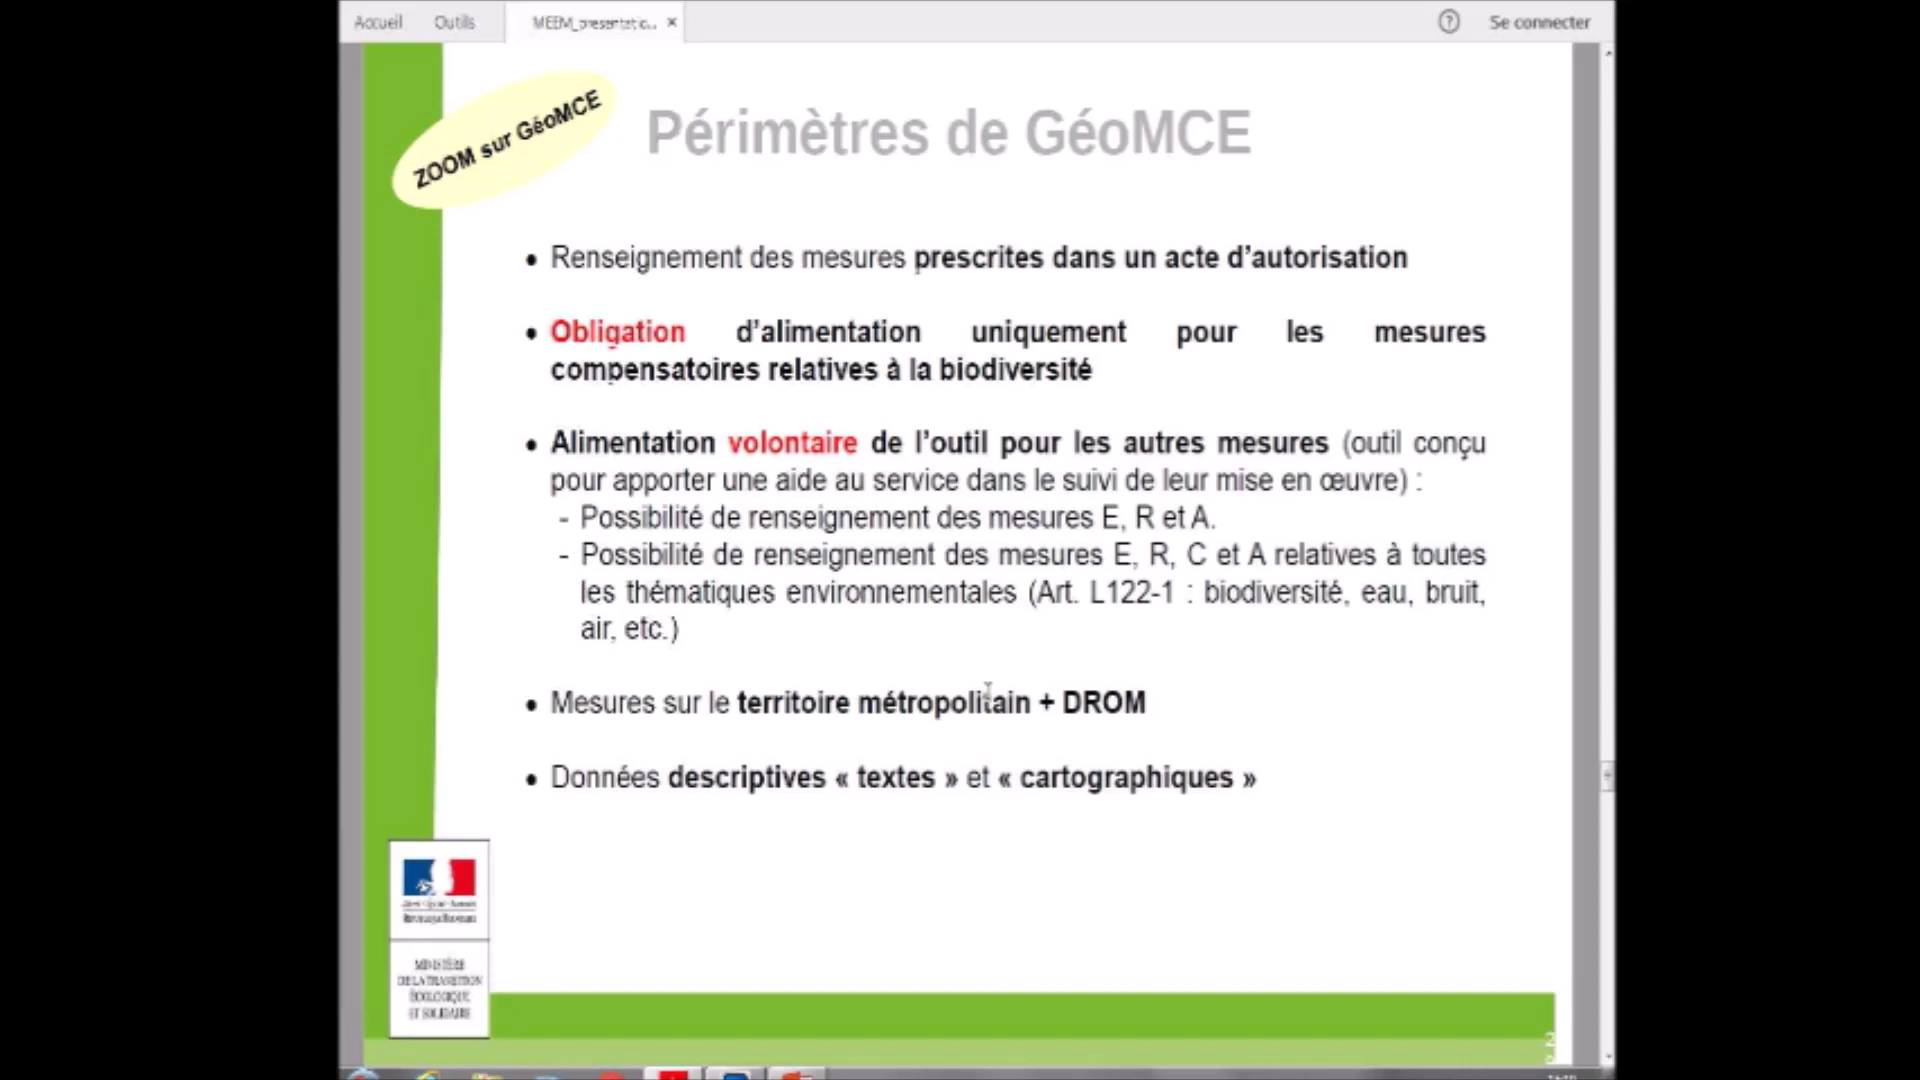 Accueil Outils MEEM_presentatic... × ? Se connecter
ZOOM sur GéoMCE
Périmètres de GéoMCE
• Renseignement des mesures prescrites dans un acte d'autorisation
• Obligation d'alimentation uniquement pour les mesures
compensatoires relatives à la biodiversité
• Alimentation volontaire de l'outil pour les autres mesures (outil conçu
pour apporter une aide au service dans le suivi de leur mise en œuvre) :
- Possibilité de renseignement des mesures E, R et A.
- Possibilité de renseignement des mesures E, R, C et A relatives à toutes
les thématiques environnementales (Art. L122-1 : biodiversité, eau, bruit,
air, etc.)
• Mesures sur le territoire métropolitain + DROM
• Données descriptives « textes » et « cartographiques »
MINISTÈRE
DE LA TRANSITION
ÉCOLOGIQUE
ET SOLIDAIRE